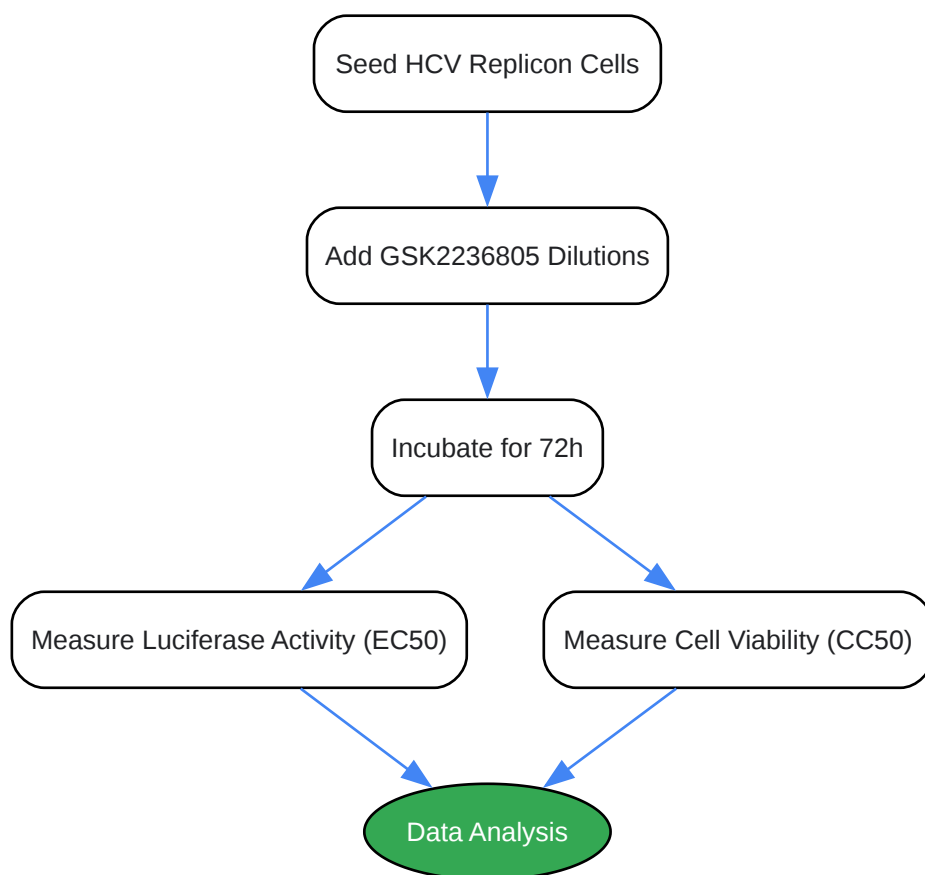 Seed HCV Replicon Cells
Add GSK2236805 Dilutions
Incubate for 72h
Measure Luciferase Activity (EC50)
Measure Cell Viability (CC50)
Data Analysis